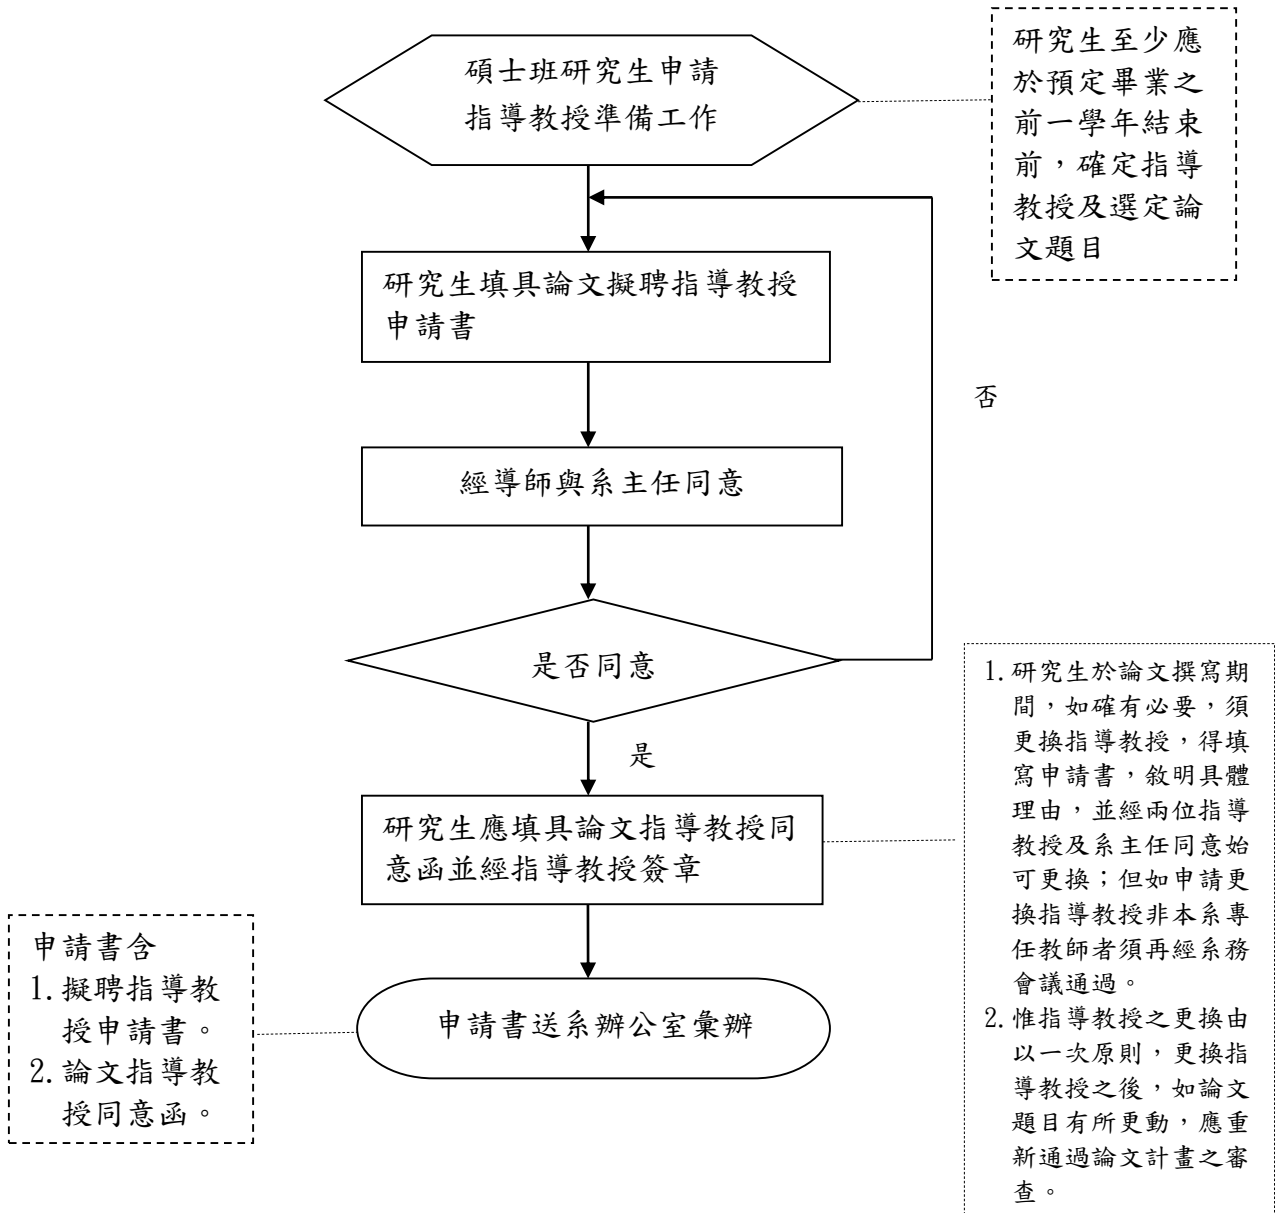 碩士班研究生申請
指導教授準備工作
研究生至少應
於預定畢業之
前一學年結束
前，確定指導
教授及選定論
文題目
研究生填具論文擬聘指導教授
申請書
否
經導師與系主任同意
是否同意
是
研究生應填具論文指導教授同
意函並經指導教授簽章
1.研究生於論文撰寫期
間，如確有必要，須
更換指導教授，得填
寫申請書，敘明具體
理由，並經兩位指導
教授及系主任同意始
可更換；但如申請更
換指導教授非本系專
任教師者須再經系務
會議通過。
2.惟指導教授之更換由
以一次原則，更換指
導教授之後，如論文
題目有所更動，應重
新通過論文計畫之審
查。
申請書含
1.擬聘指導教
授申請書。
2.論文指導教
授同意函。
申請書送系辦公室彙辦